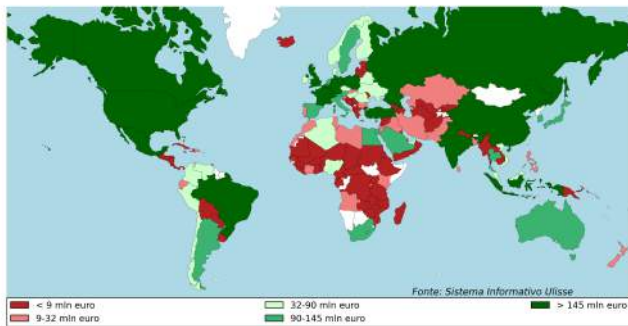 Fonte: Sistema Informativo Ulisse
< 9 mln euro 32-90 mln euro > 145 mln euro
9-32 mln euro 90-145 mln euro